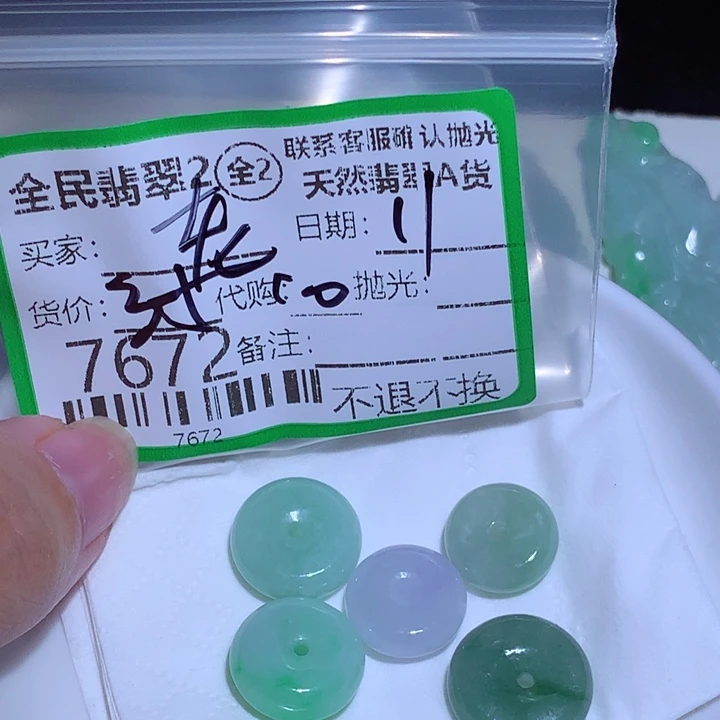 全民翡翠2 全2 联系客服确认抛光
天然翡翠A货
买家: 日期: 11
货价: 代购 50 抛光:
7672 备注:
不退不换
7672